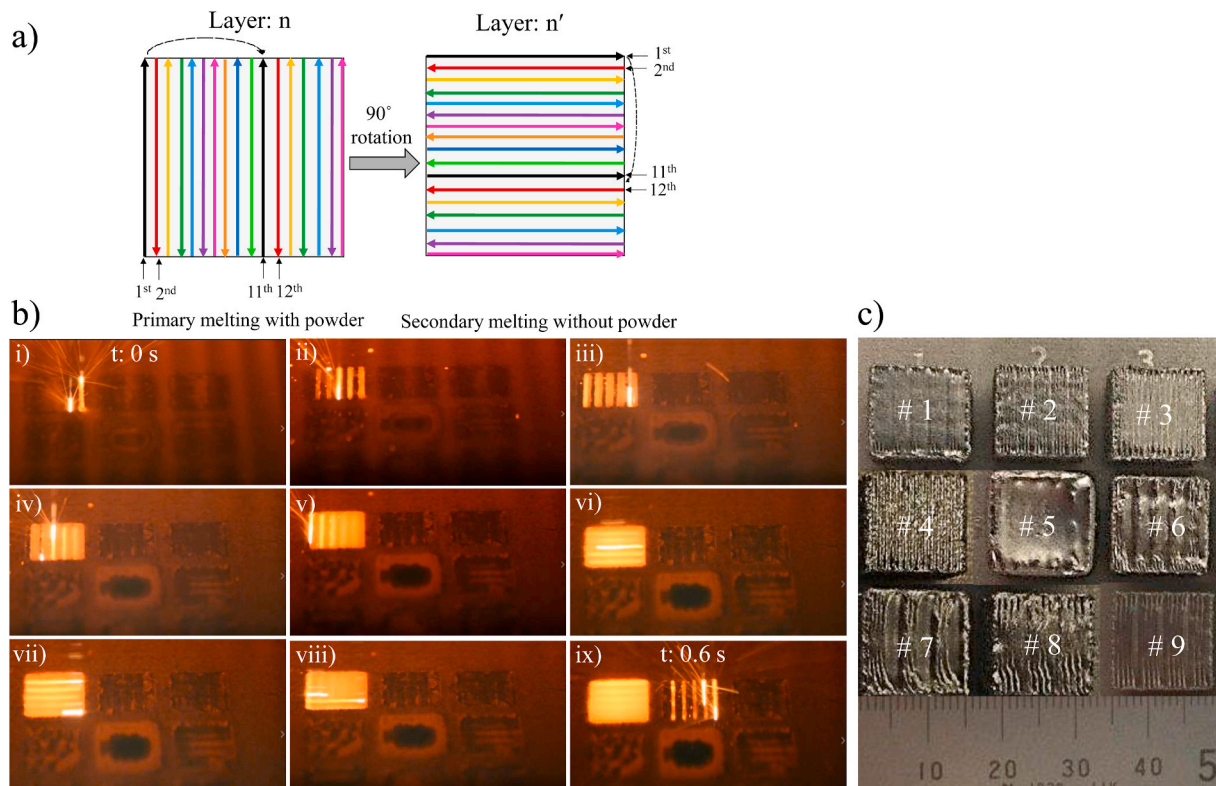 a)
Layer: n
Layer: n′
90˚
rotation
1st
2nd
11th
12th
1st 2nd
11th 12th
b)
Primary melting with powder
Secondary melting without powder
c)
i)
t: 0 s
ii)
iii)
iv)
v)
vi)
vii)
viii)
ix)
t: 0.6 s
1
2
3
# 1
# 2
# 3
# 4
# 5
# 6
# 7
# 8
# 9
10 20 30 40 5